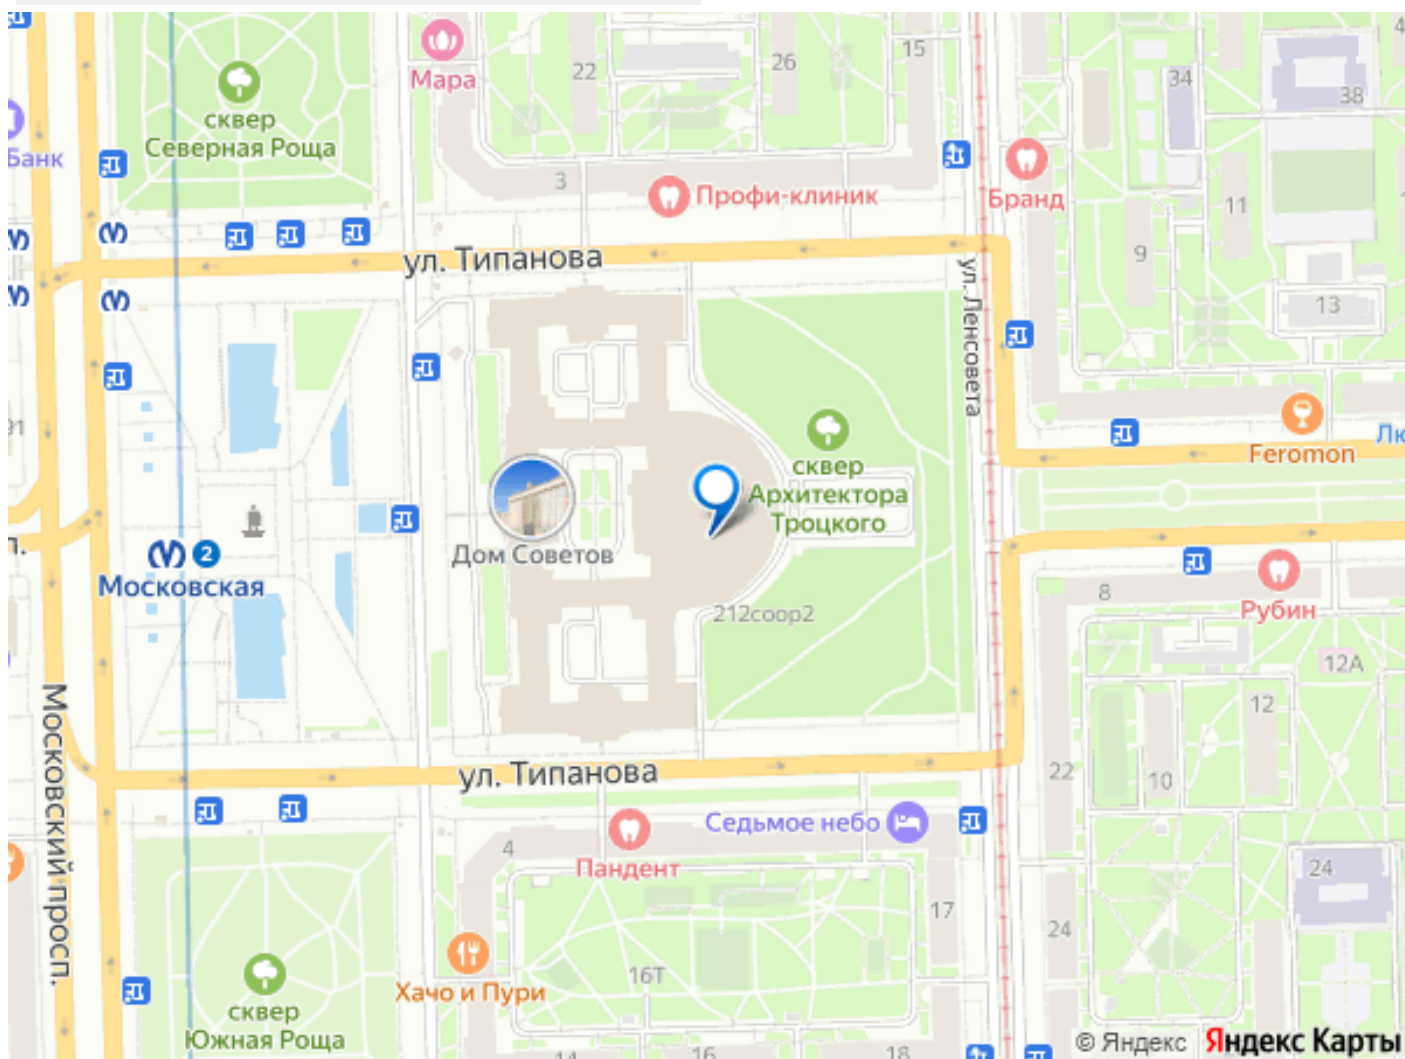 Мара
22
26
15
4
34
38
сквер
Северная Роща
Банк
3
Профи-клиник
Бранд
11
9
ул. Типанова
ул. Ленсовета
13
91
Feromon
сквер
Архитектора
Троцкого
Дом Советов
2
Московская
212соор2
8
Рубин
12А
12
Московский просп.
ул. Типанова
22
10
Седьмое небо
4
Пандент
24
17
24
Хачо и Пури
16Т
сквер
Южная Роща
14
16
18
© Яндекс
Яндекс Карты